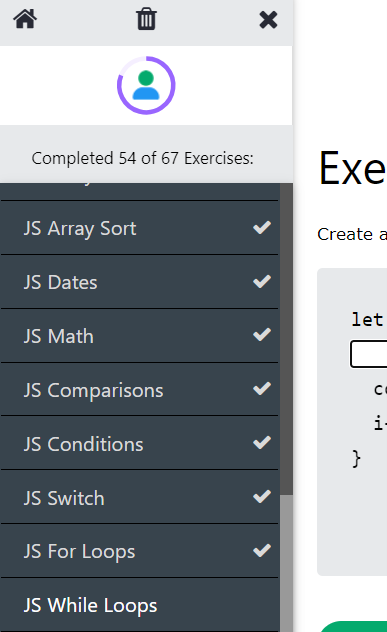 Completed 54 of 67 Exercises:
JS Array Sort
JS Dates
JS Math
JS Comparisons
JS Conditions
JS Switch
JS For Loops
JS While Loops
Exe
Create a
let
i
}